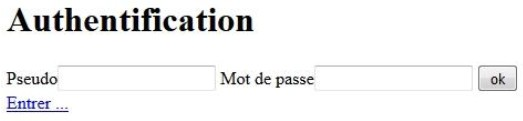 Authentification
Pseudo Mot de passe ok
Entrer ...